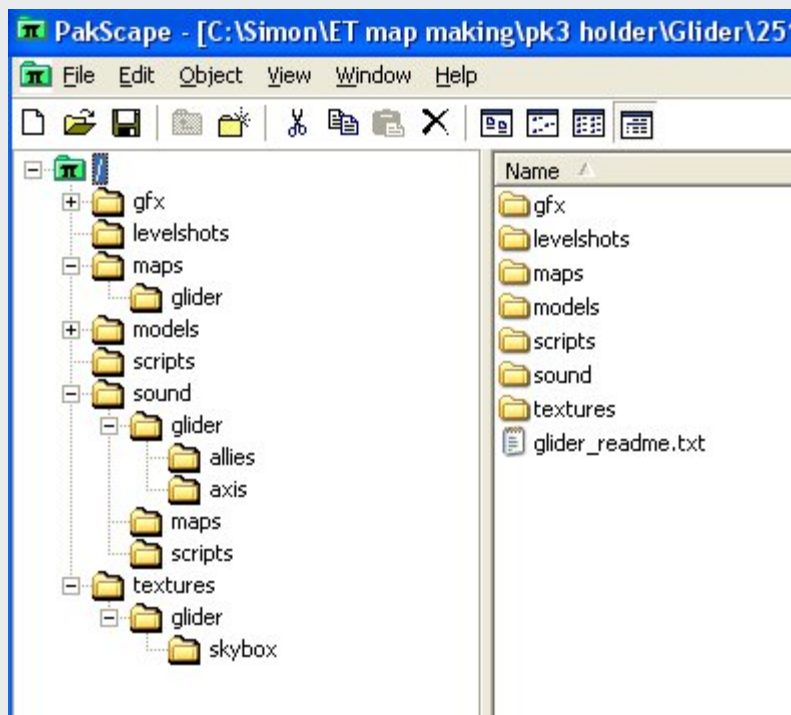 PakScape - [C:\Simon\ET map making\pk3 holder\Glider\25
File Edit Object View Window Help
/
gfx
levelshots
maps
glider
models
scripts
sound
glider
allies
axis
maps
scripts
textures
glider
skybox
Name
gfx
levelshots
maps
models
scripts
sound
textures
glider_readme.txt